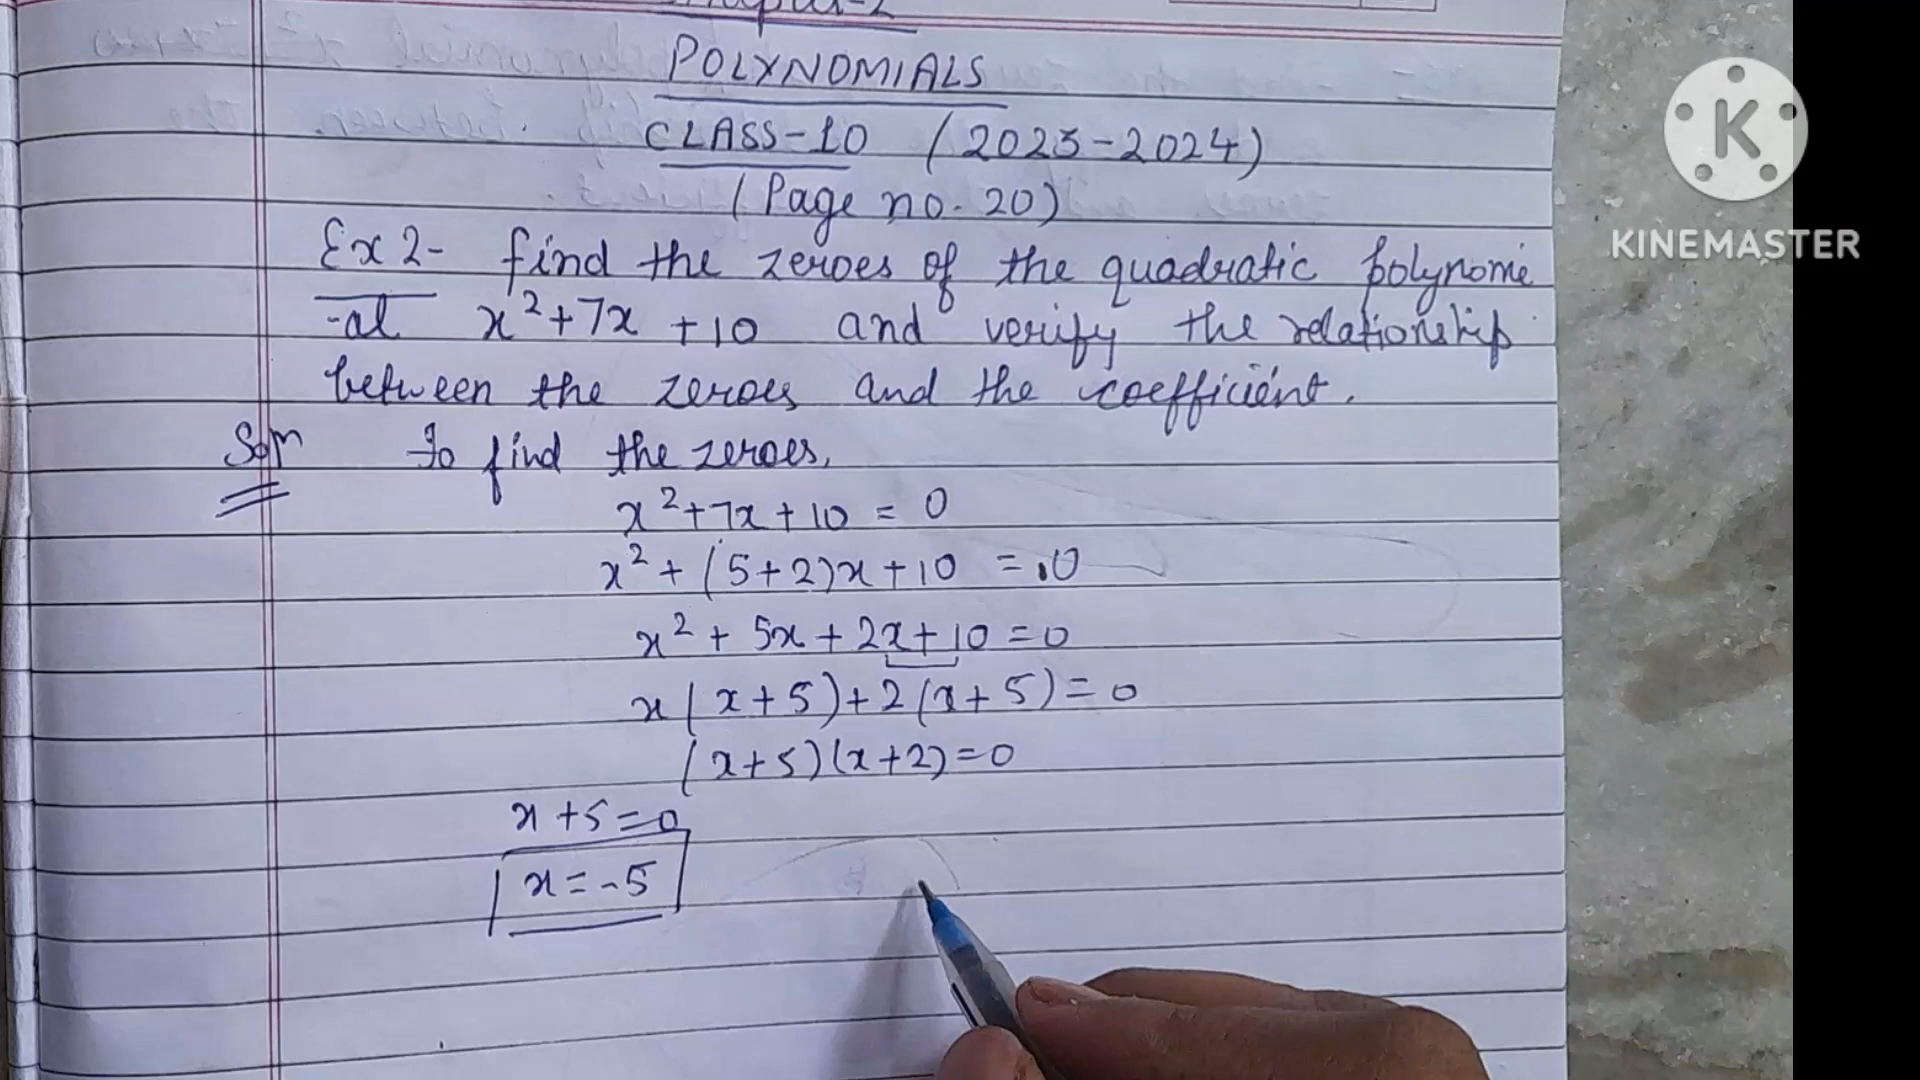 POLYNOMIALS
CLASS-10 (2023-2024)
(Page no. 20)
Ex 2- find the zeroes of the quadratic polynomi
-al x²+7x+10 and verify the relationship
between the zeroes and the coefficient.
Soln To find the zeroes,
x²+7x+10 = 0
x²+(5+2)x+10 = 0
x²+5x+2x+10=0
x(x+5)+2(x+5)=0
(x+5)(x+2)=0
x+5=0
x=-5
K
KINEMASTER